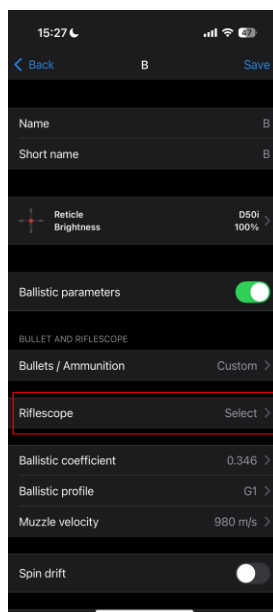 15:27 47
Back B Save
Name B
Short name B
Reticle D50i
Brightness 100%
Ballistic parameters
BULLET AND RIFLESCOPE
Bullets / Ammunition Custom
Riflescope Select
Ballistic coefficient 0.346
Ballistic profile G1
Muzzle velocity 980 m/s
Spin drift